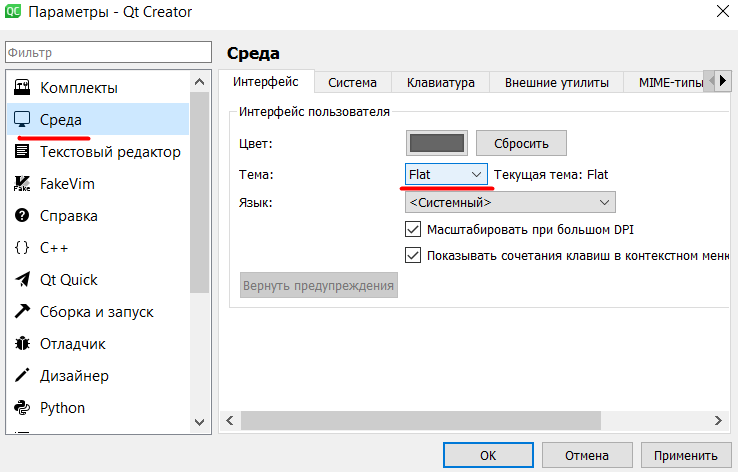 QC Параметры - Qt Creator
Фильтр
Комплекты
Среда
Текстовый редактор
Fake FakeVim
Справка
{ } C++
Qt Quick
Сборка и запуск
Отладчик
Дизайнер
Python
Среда
Интерфейс Система Клавиатура Внешние утилиты MIME-типы
Интерфейс пользователя
Цвет: Сбросить
Тема: Flat Текущая тема: Flat
Язык: <Системный>
Масштабировать при большом DPI
Показывать сочетания клавиш в контекстном меню
Вернуть предупреждения
OK Отмена Применить